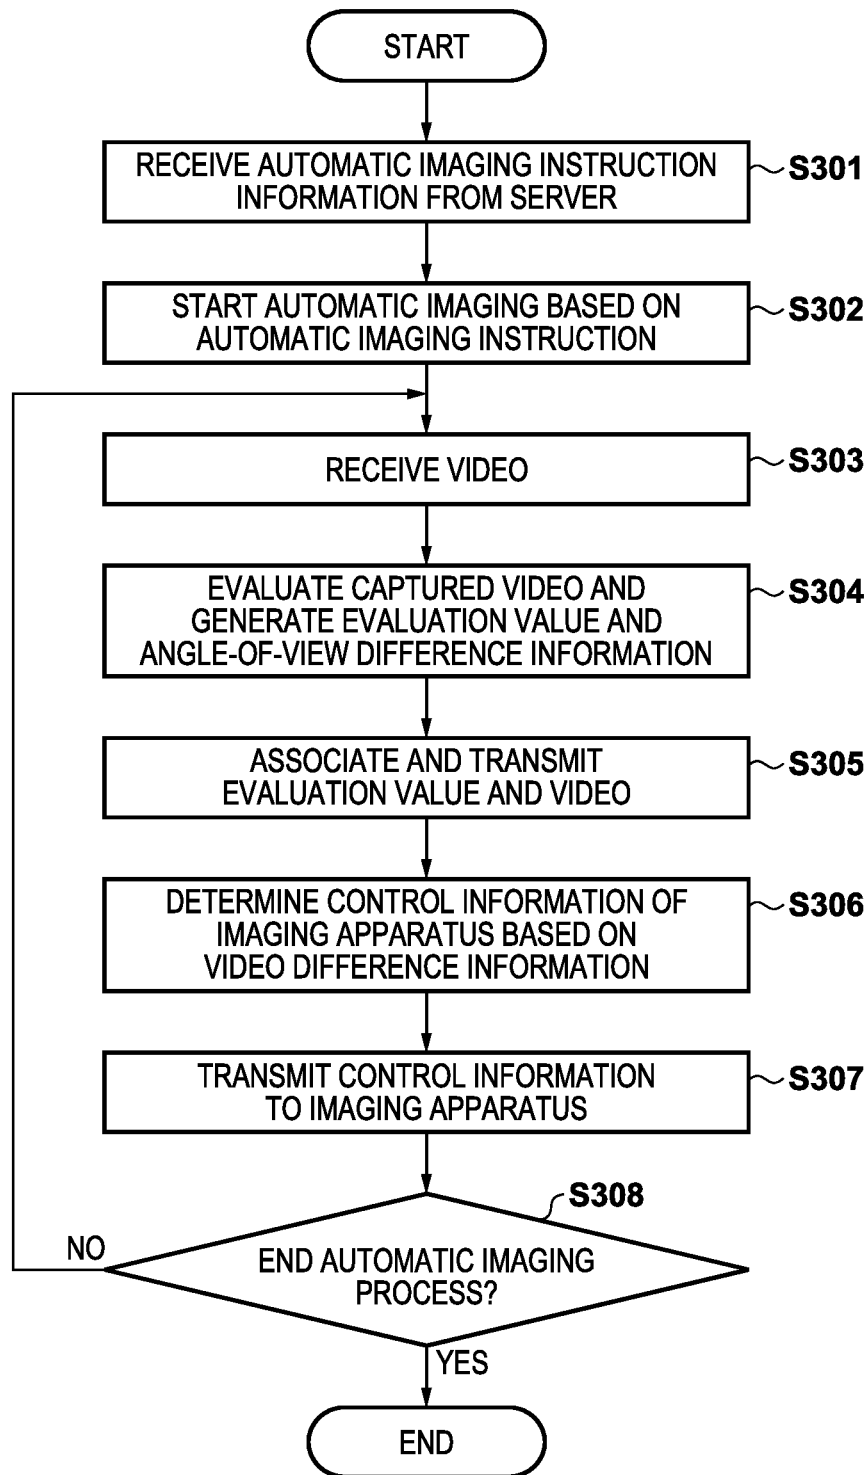 START
RECEIVE AUTOMATIC IMAGING INSTRUCTION
INFORMATION FROM SERVER
S301
START AUTOMATIC IMAGING BASED ON
AUTOMATIC IMAGING INSTRUCTION
S302
RECEIVE VIDEO
S303
EVALUATE CAPTURED VIDEO AND
GENERATE EVALUATION VALUE AND
ANGLE-OF-VIEW DIFFERENCE INFORMATION
S304
ASSOCIATE AND TRANSMIT
EVALUATION VALUE AND VIDEO
S305
DETERMINE CONTROL INFORMATION OF
IMAGING APPARATUS BASED ON
VIDEO DIFFERENCE INFORMATION
S306
TRANSMIT CONTROL INFORMATION
TO IMAGING APPARATUS
S307
S308
NO
END AUTOMATIC IMAGING
PROCESS?
YES
END